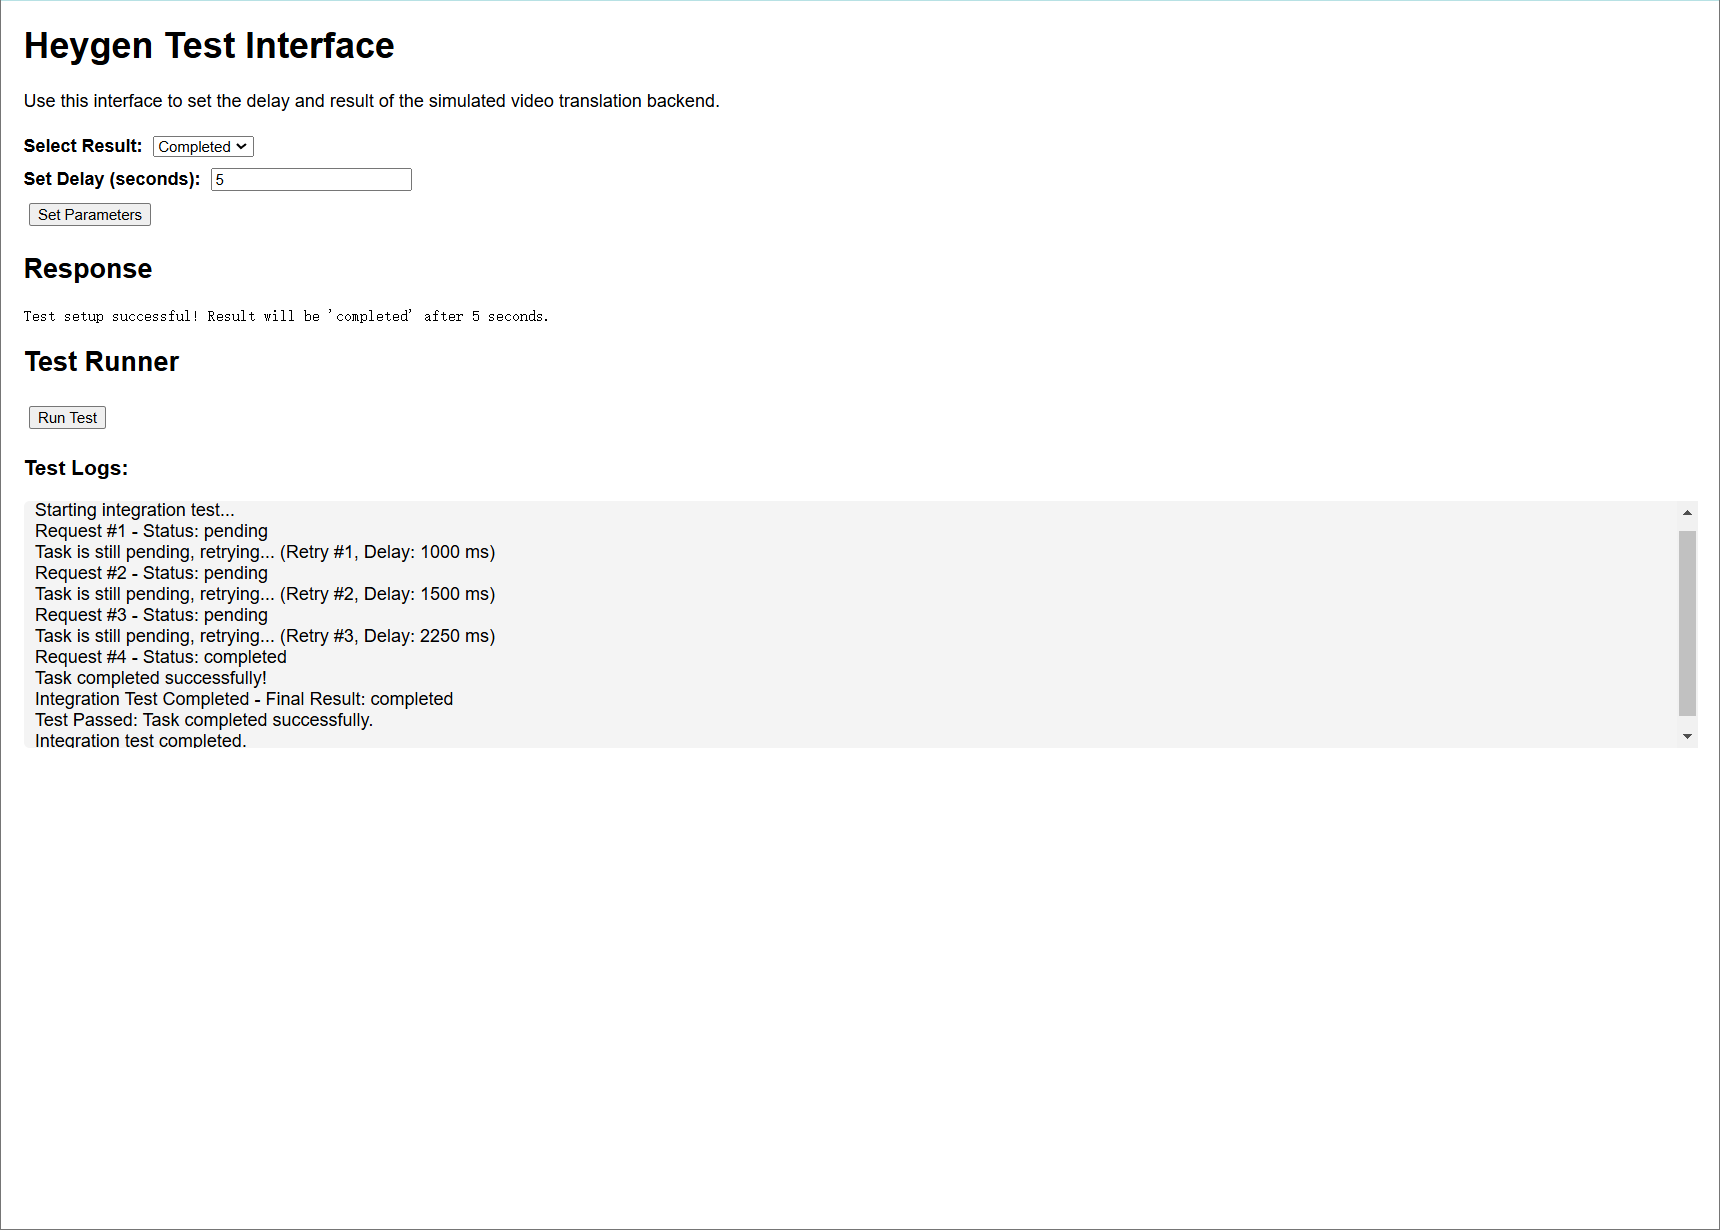 Heygen Test Interface
Use this interface to set the delay and result of the simulated video translation backend.
Select Result: Completed
Set Delay (seconds): 5
Set Parameters
Response
Test setup successful! Result will be 'completed' after 5 seconds.
Test Runner
Run Test
Test Logs:
Starting integration test...
Request #1 - Status: pending
Task is still pending, retrying... (Retry #1, Delay: 1000 ms)
Request #2 - Status: pending
Task is still pending, retrying... (Retry #2, Delay: 1500 ms)
Request #3 - Status: pending
Task is still pending, retrying... (Retry #3, Delay: 2250 ms)
Request #4 - Status: completed
Task completed successfully!
Integration Test Completed - Final Result: completed
Test Passed: Task completed successfully.
Integration test completed.